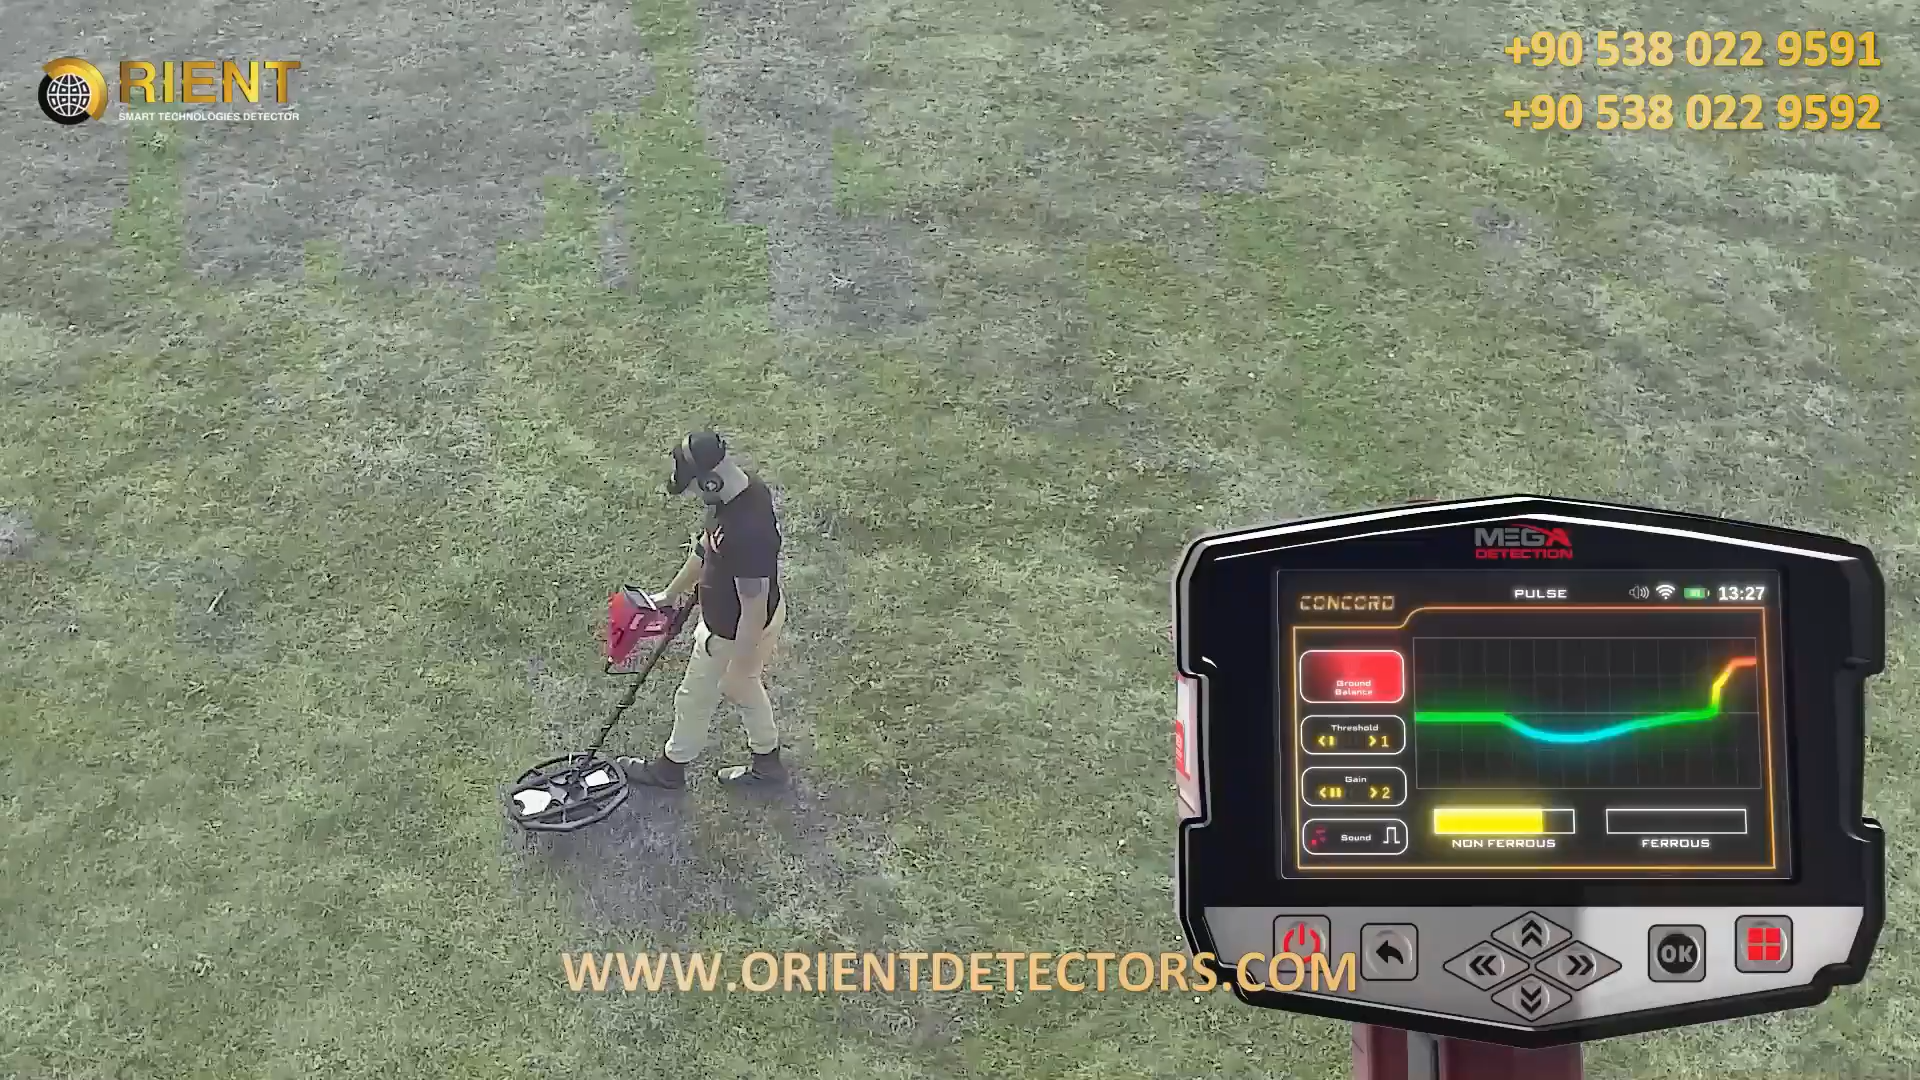 RIENT
SMART TECHNOLOGIES DETECTOR
+90 538 022 9591
+90 538 022 9592
MEGA
DETECTION
CONCORD
PULSE
13:27
Ground
Balance
Threshold
1
Gain
2
Sound
NON FERROUS
FERROUS
OK
WWW.ORIENTDETECTORS.COM